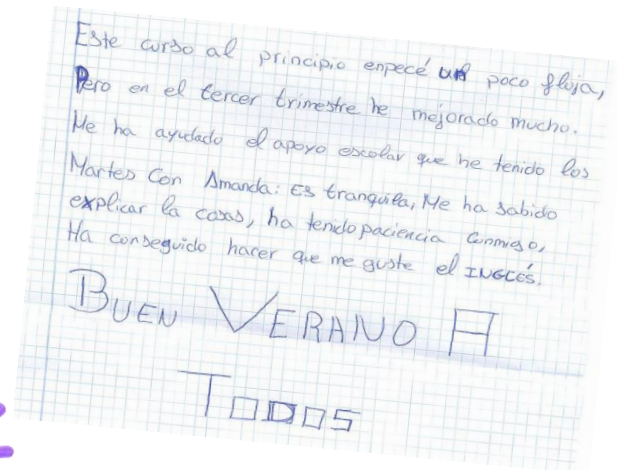 Este curso al principio enpecé un poco floja,
Pero en el tercer trimestre he mejorado mucho.
Me ha ayudado el apoyo escolar que he tenido los
Martes Con Amanda: Es tranquila, Me ha sabido
explicar la cosas, ha tenido paciencia conmigo,
Ha conseguido hacer que me guste el INGLÉS.
BUEN VERANO A
TODOS